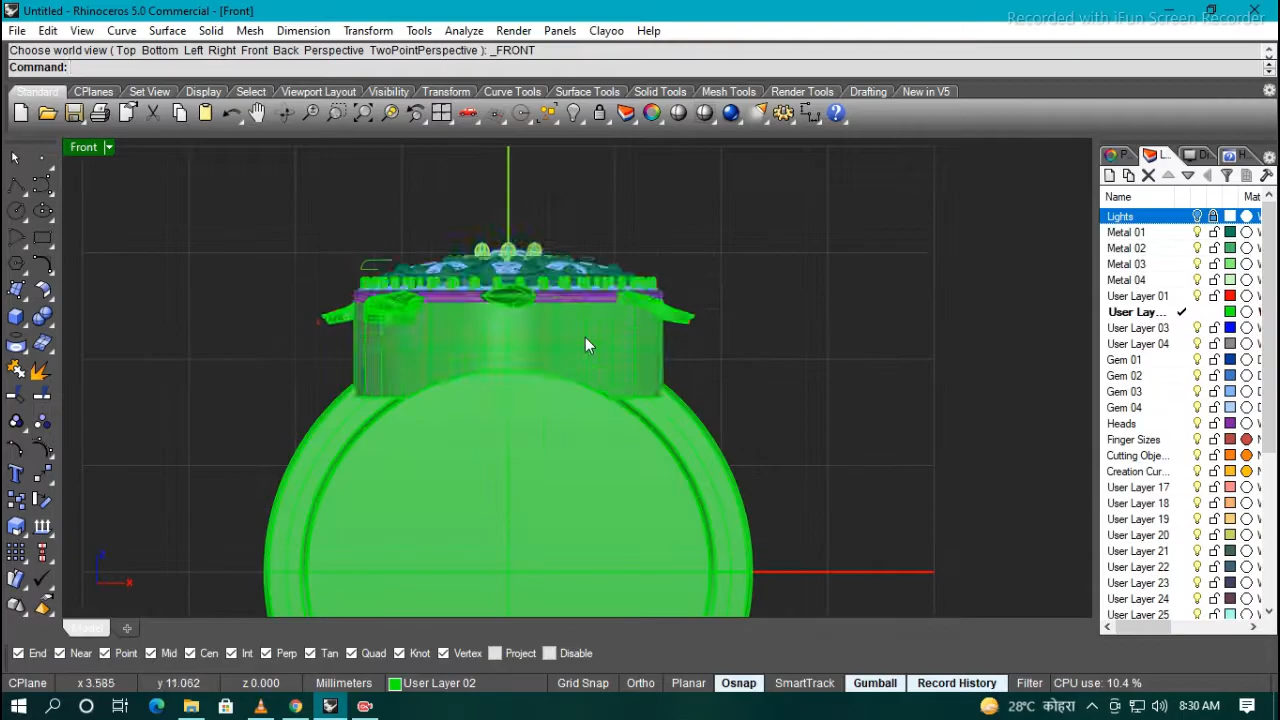 Untitled - Rhinoceros 5.0 Commercial - [Front]
Recorded with iFun Screen Recorder
File Edit View Curve Surface Solid Mesh Dimension Transform Tools Analyze Render Panels Clayoo Help
Choose world view ( Top Bottom Left Right Front Back Perspective TwoPointPerspective ): _FRONT
Command:
Standard CPlanes Set View Display Select Viewport Layout Visibility Transform Curve Tools Surface Tools Solid Tools Mesh Tools Render Tools Drafting New in V5
Front
P... L... Di... H...
Name Mat
Lights
Metal 01
Metal 02
Metal 03
Metal 04
User Layer 01
User Lay...
User Layer 03
User Layer 04
Gem 01
Gem 02
Gem 03
Gem 04
Heads
Finger Sizes
Cutting Obje...
Creation Cur...
User Layer 17
User Layer 18
User Layer 19
User Layer 20
User Layer 21
User Layer 22
User Layer 23
User Layer 24
User Layer 25
x
Model
End Near Point Mid Cen Int Perp Tan Quad Knot Vertex Project Disable
CPlane x 3.585 y 11.062 z 0.000 Millimeters User Layer 02 Grid Snap Ortho Planar Osnap SmartTrack Gumball Record History Filter CPU use: 10.4 %
28°C कोहरा 8:30 AM